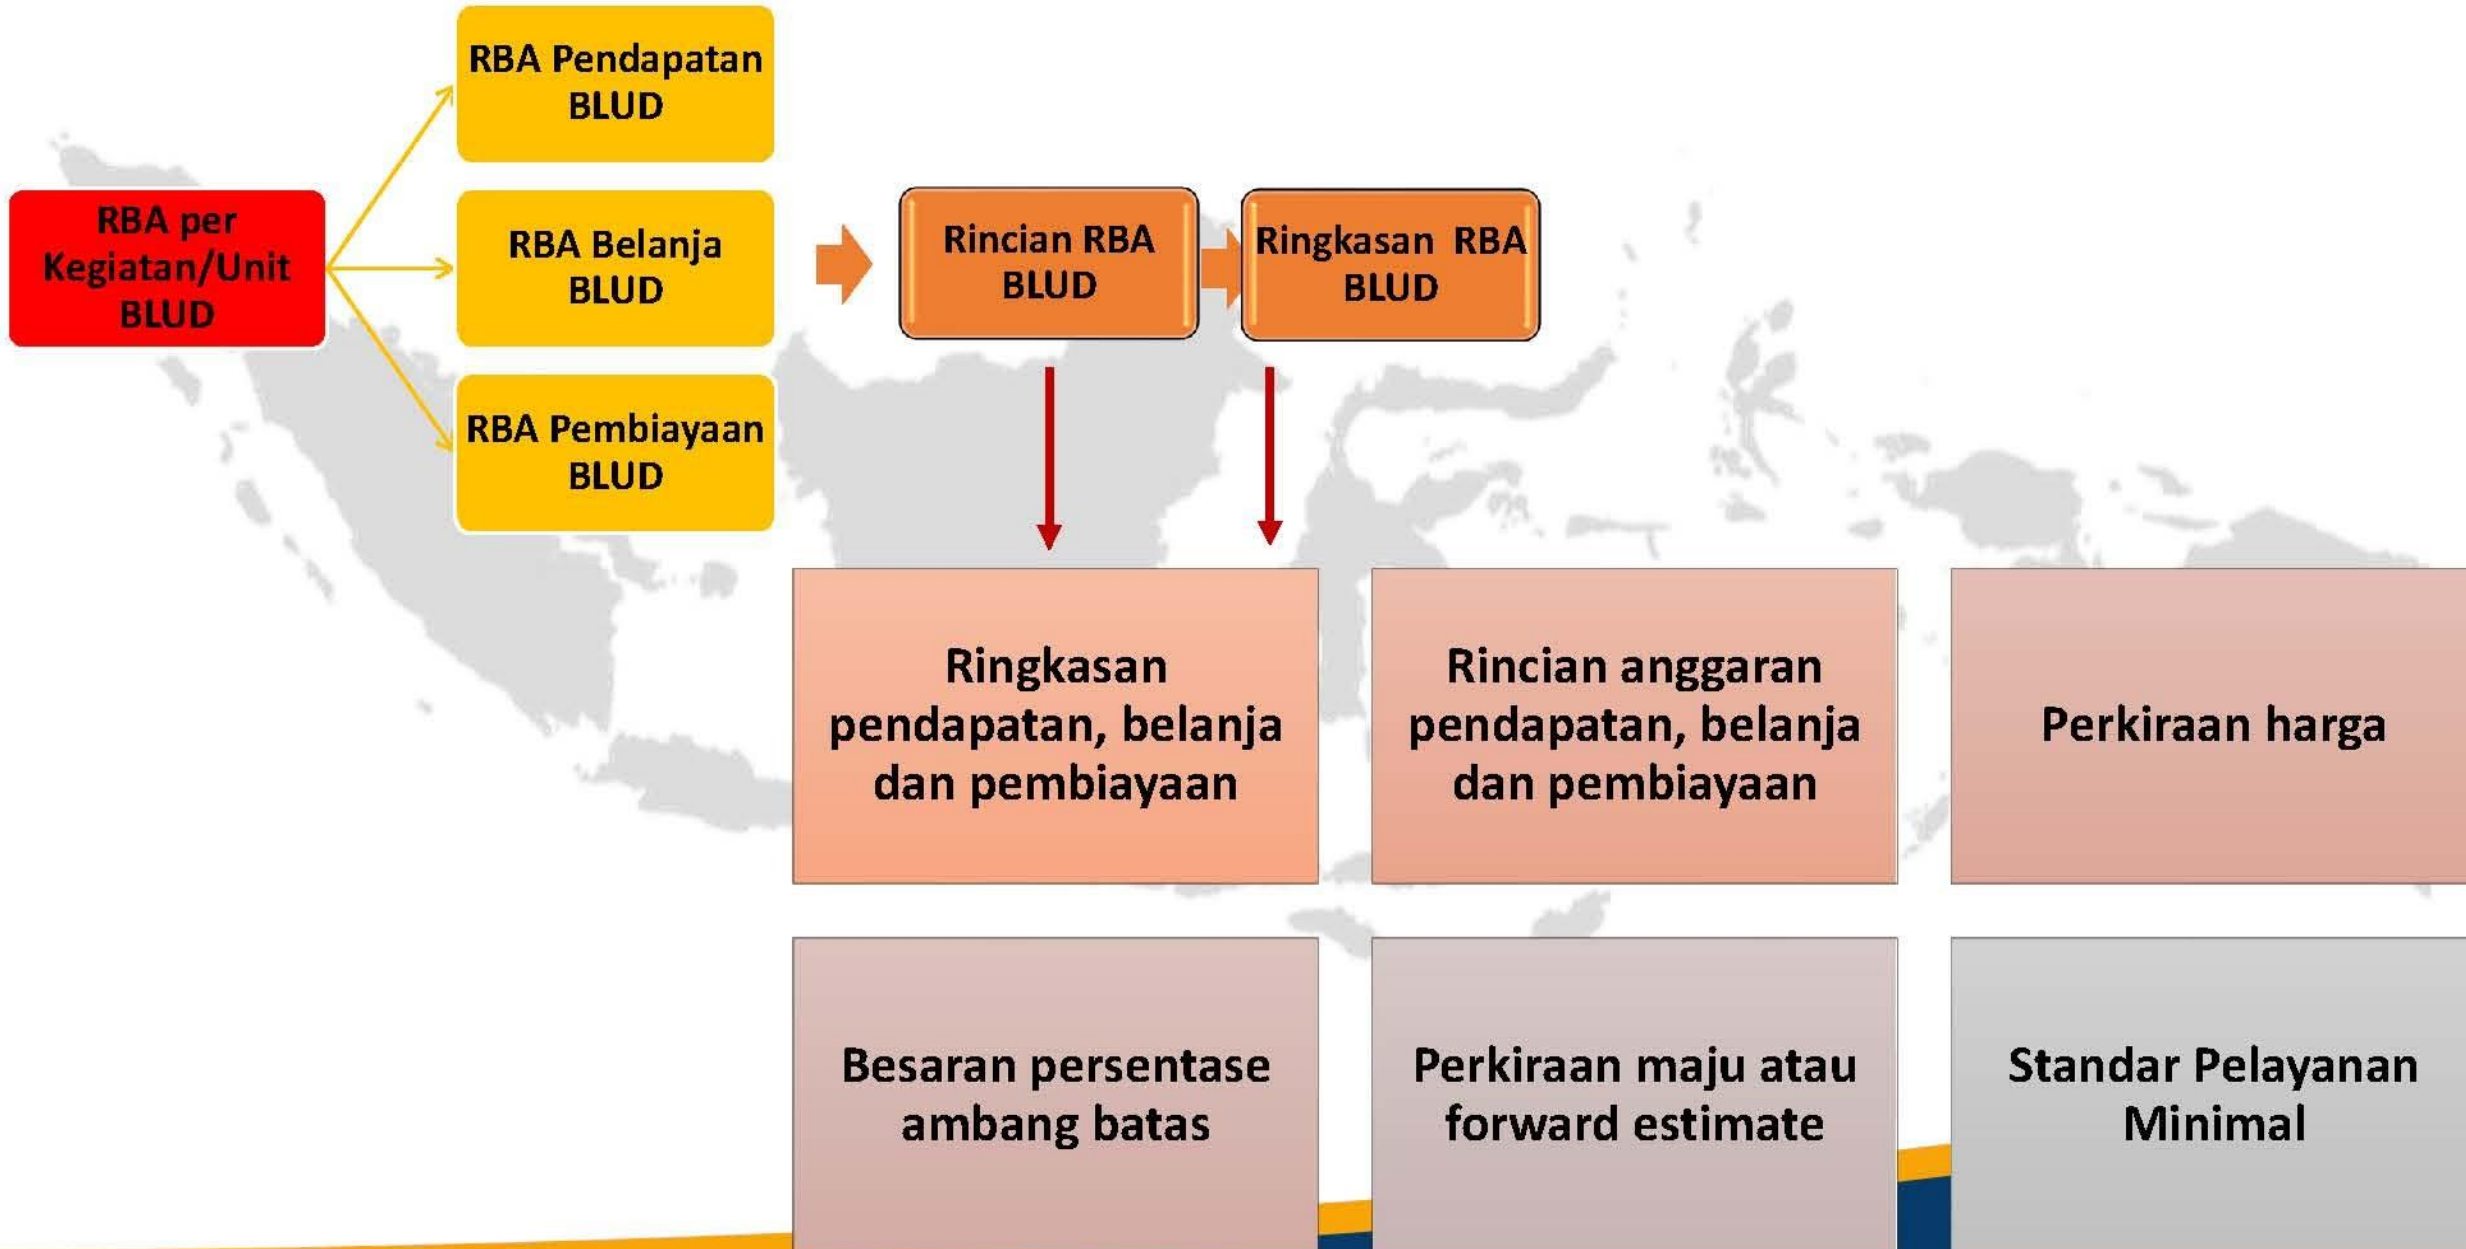 RBA Pendapatan
BLUD
RBA per
Kegiatan/Unit
BLUD
RBA Belanja
BLUD
RBA Pembiayaan
BLUD
Rincian RBA
BLUD
Ringkasan RBA
BLUD
Ringkasan
pendapatan, belanja
dan pembiayaan
Rincian anggaran
pendapatan, belanja
dan pembiayaan
Perkiraan harga
Besaran persentase
ambang batas
Perkiraan maju atau
forward estimate
Standar Pelayanan
Minimal